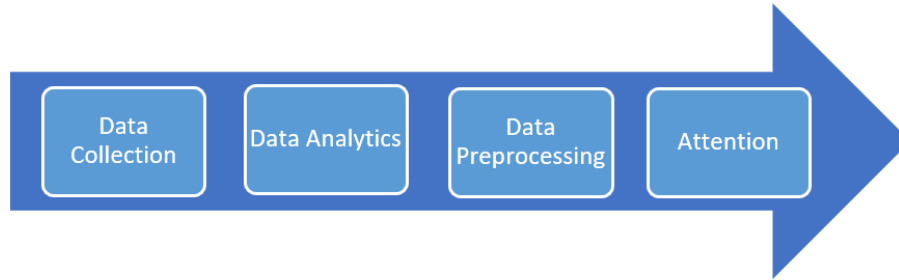 Data
Collection
Data Analytics
Data
Preprocessing
Attention